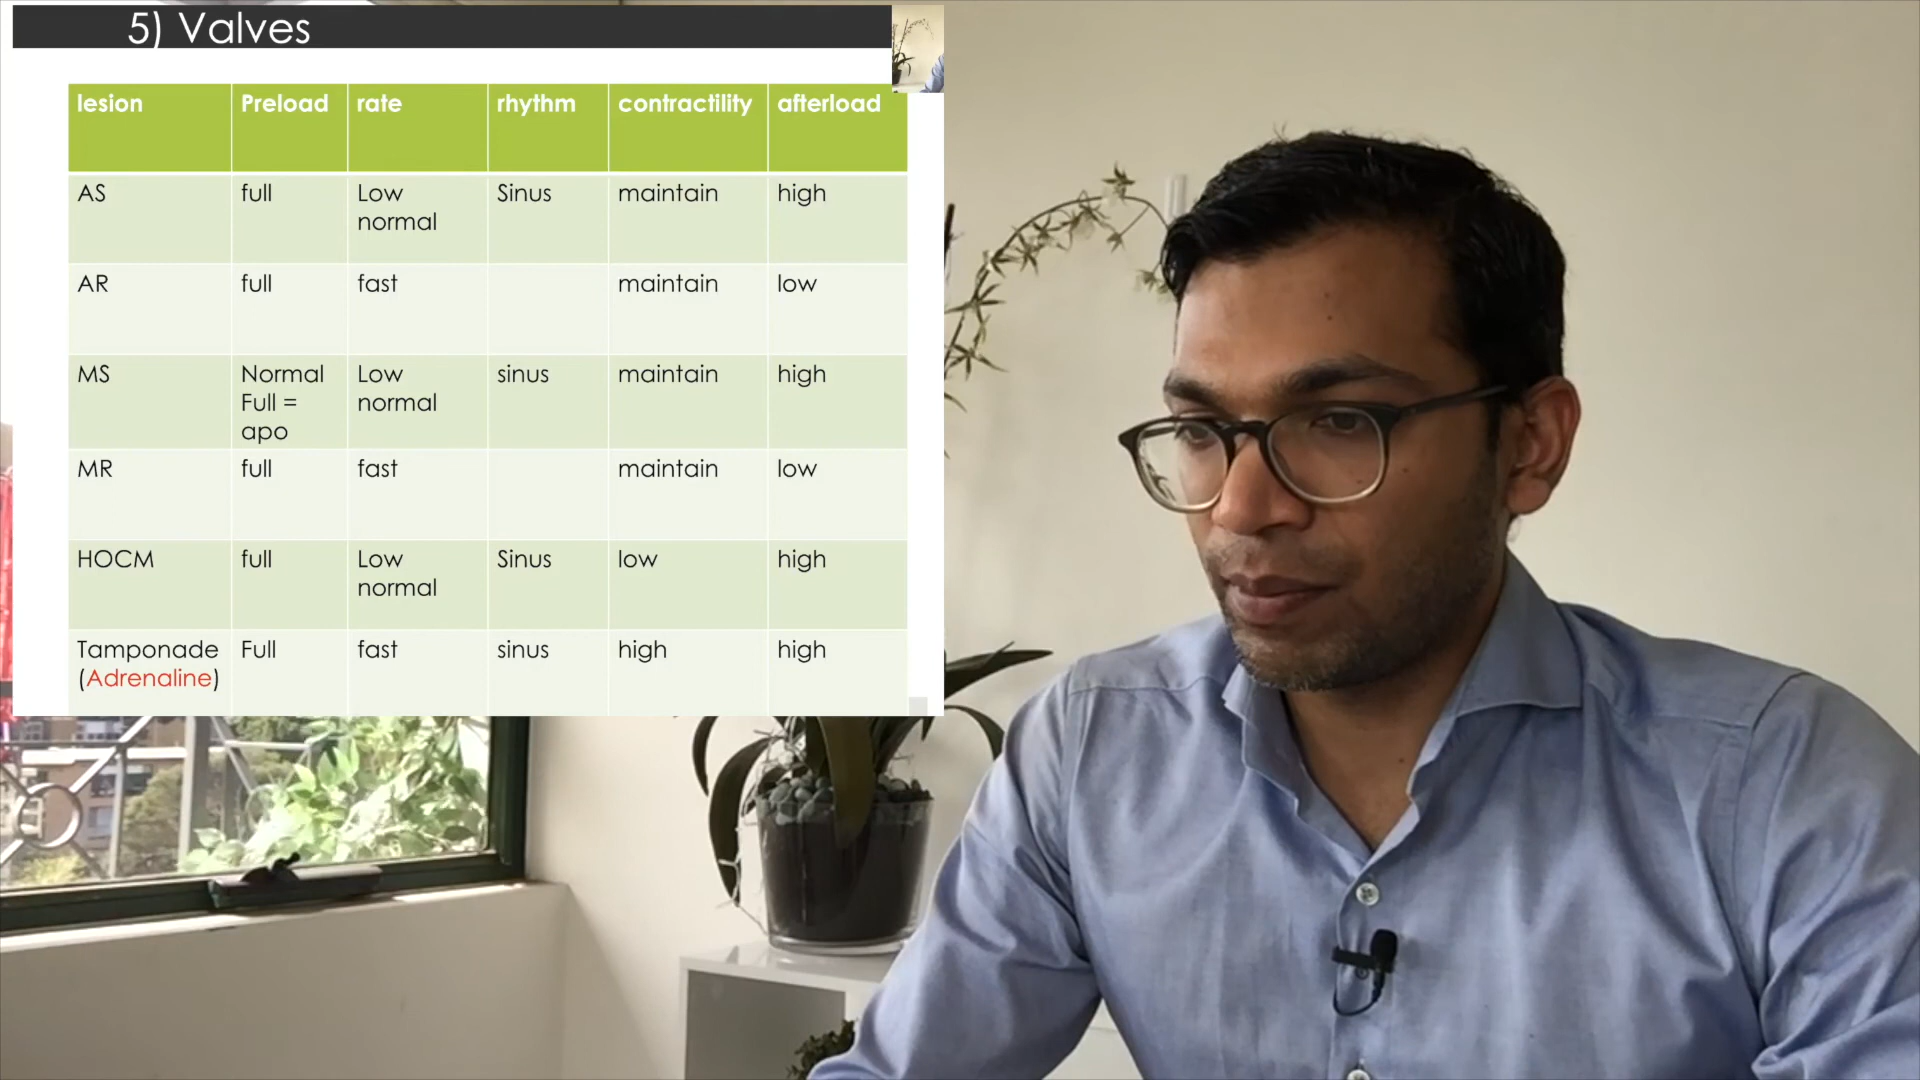 5) Valves
lesion Preload rate rhythm contractility afterload
AS full Low normal Sinus maintain high
AR full fast maintain low
MS Normal Full = apo Low normal sinus maintain high
MR full fast maintain low
HOCM full Low normal Sinus low high
Tamponade (Adrenaline) Full fast sinus high high